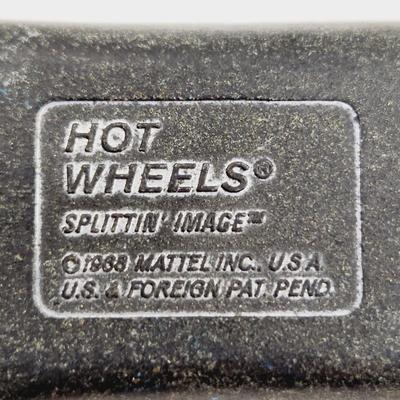 HOT
WHEELS®
SPLITTIN' IMAGE™
©1968 MATTEL INC., U.S.A.
U.S. & FOREIGN PAT. PEND.